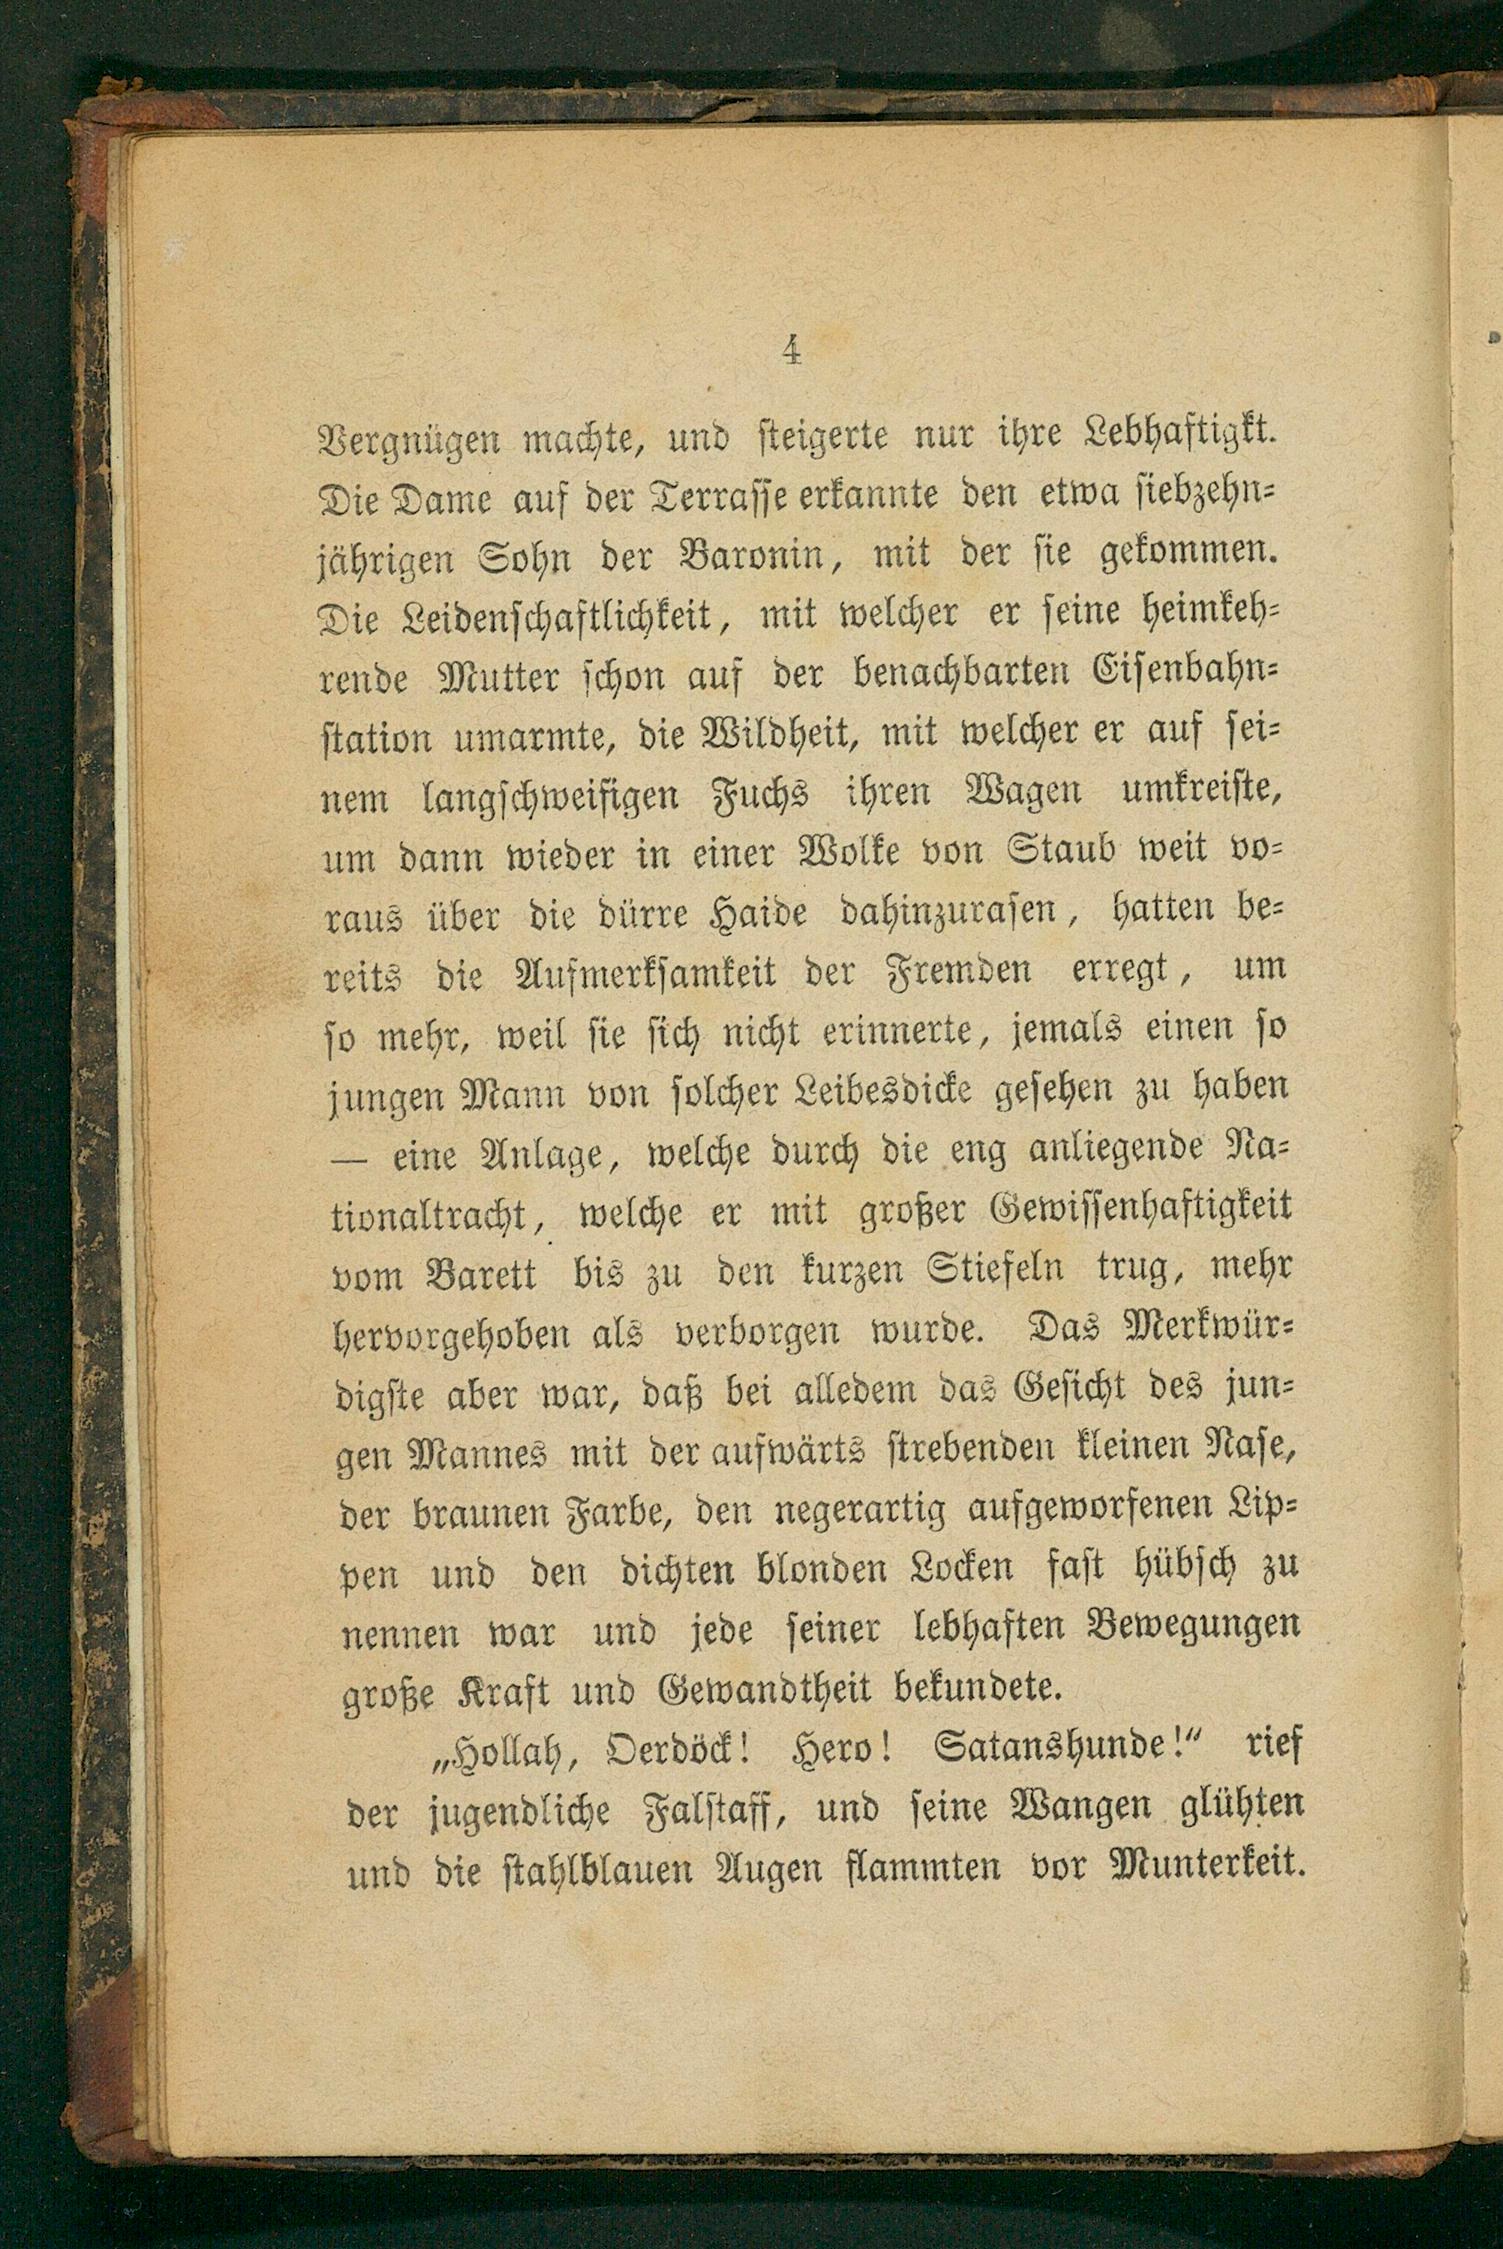 4
Vergnügen machte, und steigerte nur ihre Lebhaftigkt.
Die Dame auf der Terrasse erkannte den etwa siebzehn-
jährigen Sohn der Baronin, mit der sie gekommen.
Die Leidenschaftlichkeit, mit welcher er seine heimkeh-
rende Mutter schon auf der benachbarten Eisenbahn-
station umarmte, die Wildheit, mit welcher er auf sei-
nem langschweifigen Fuchs ihren Wagen umkreiste,
um dann wieder in einer Wolke von Staub weit vo-
raus über die dürre Haide dahinzurasen, hatten be-
reits die Aufmerksamkeit der Fremden erregt, um
so mehr, weil sie sich nicht erinnerte, jemals einen so
jungen Mann von solcher Leibesdicke gesehen zu haben
— eine Anlage, welche durch die eng anliegende Na-
tionaltracht, welche er mit großer Gewissenhaftigkeit
vom Barett bis zu den kurzen Stiefeln trug, mehr
hervorgehoben als verborgen wurde. Das Merkwür-
digste aber war, daß bei alledem das Gesicht des jun-
gen Mannes mit der aufwärts strebenden kleinen Nase,
der braunen Farbe, den negerartig aufgeworfenen Lip-
pen und den dichten blonden Locken fast hübsch zu
nennen war und jede seiner lebhaften Bewegungen
große Kraft und Gewandtheit bekundete.
„Hollah, Oerdöck! Hero! Satanshunde!“ rief
der jugendliche Falstaff, und seine Wangen glühten
und die stahlblauen Augen flammten vor Munterkeit.